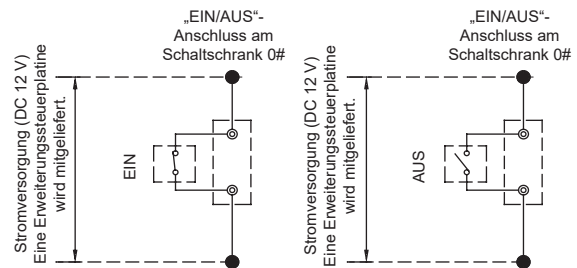 „EIN/AUS“-
Anschluss am
Schaltschrank 0#
Stromversorgung (DC 12 V)
Eine Erweiterungssteuerplatine
wird mitgeliefert.
EIN
„EIN/AUS“-
Anschluss am
Schaltschrank 0#
Stromversorgung (DC 12 V)
Eine Erweiterungssteuerplatine
wird mitgeliefert.
AUS